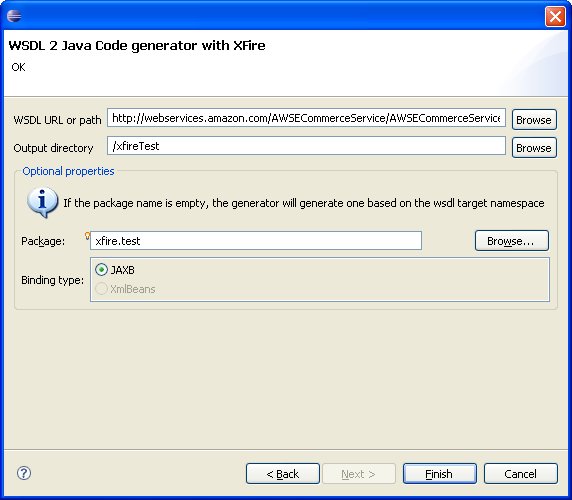 WSDL 2 Java Code generator with XFire
OK
WSDL URL or path http://webservices.amazon.com/AWSECommerceService/AWSECommerceService Browse
Output directory /xfireTest Browse
Optional properties
If the package name is empty, the generator will generate one based on the wsdl target namespace
Package: xfire.test Browse...
Binding type: JAXB
XmlBeans
? < Back Next > Finish Cancel